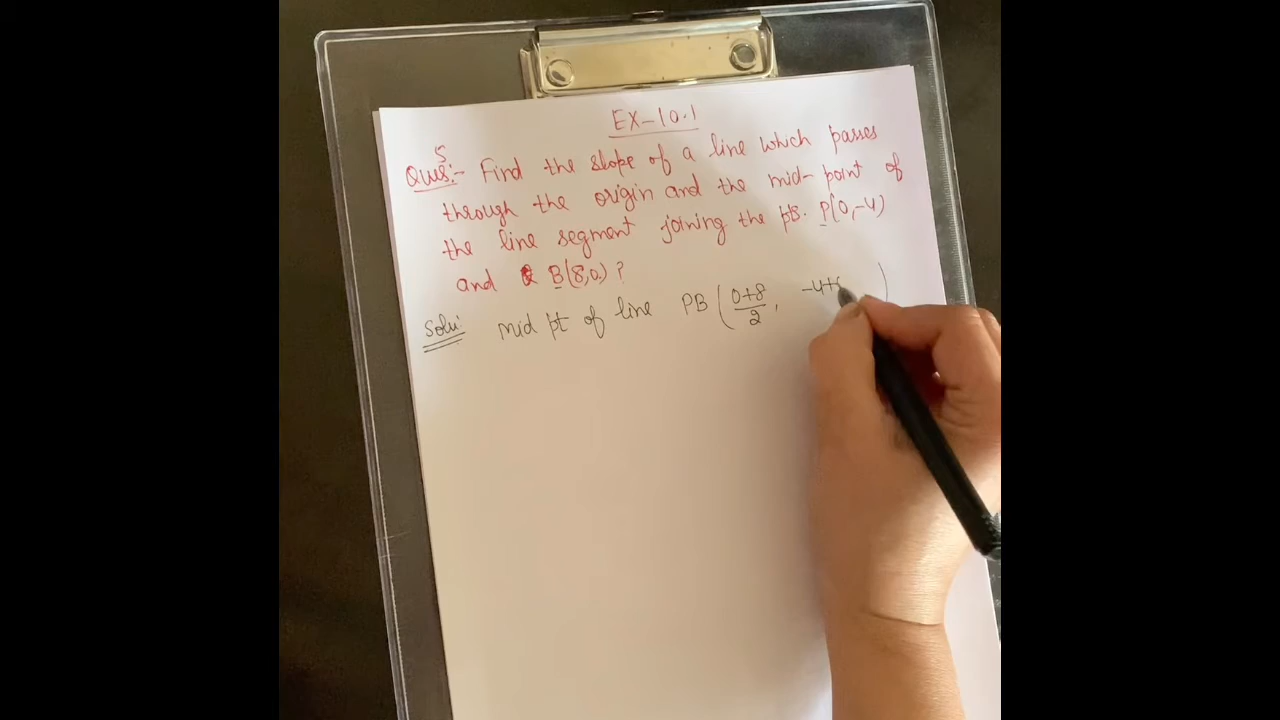 EX-10.1
5
Ques:- Find the slope of a line which passes
through the origin and the mid-point of
the line segment joining the pts. P(0,-4)
and B(8,0)?
Solu: Mid pt of line PB (0+8/2, -4+